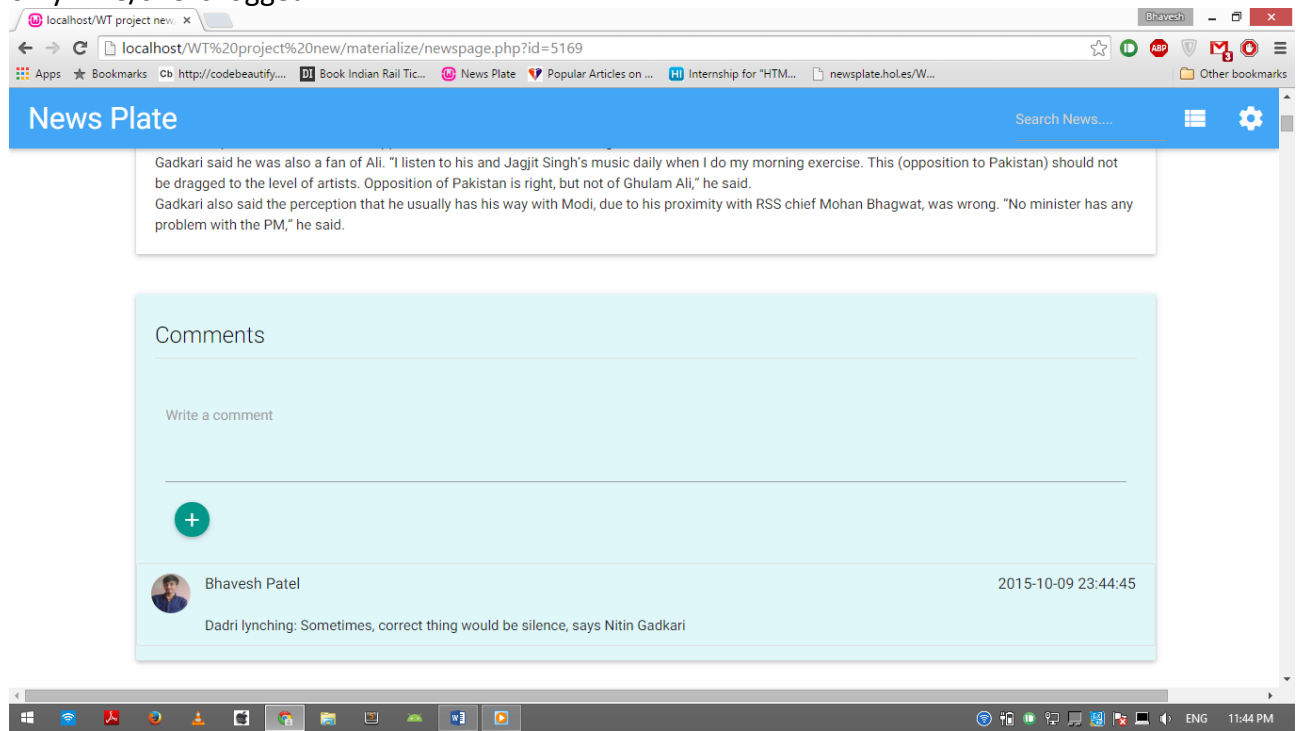 localhost/WT project new
Bhavesh
localhost/WT%20project%20new/materialize/newspage.php?id=5169
ABP
3
Apps
Bookmarks
Cb http://codebeautify....
DI Book Indian Rail Tic...
News Plate
Popular Articles on ...
HI Internship for "HTM...
newsplate.hol.es/W...
Other bookmarks
News Plate
Search News....
Gadkari said he was also a fan of Ali. “I listen to his and Jagjit Singh’s music daily when I do my morning exercise. This (opposition to Pakistan) should not
be dragged to the level of artists. Opposition of Pakistan is right, but not of Ghulam Ali,” he said.
Gadkari also said the perception that he usually has his way with Modi, due to his proximity with RSS chief Mohan Bhagwat, was wrong. “No minister has any
problem with the PM,” he said.
Comments
Write a comment
Bhavesh Patel
2015-10-09 23:44:45
Dadri lynching: Sometimes, correct thing would be silence, says Nitin Gadkari
ENG
11:44 PM